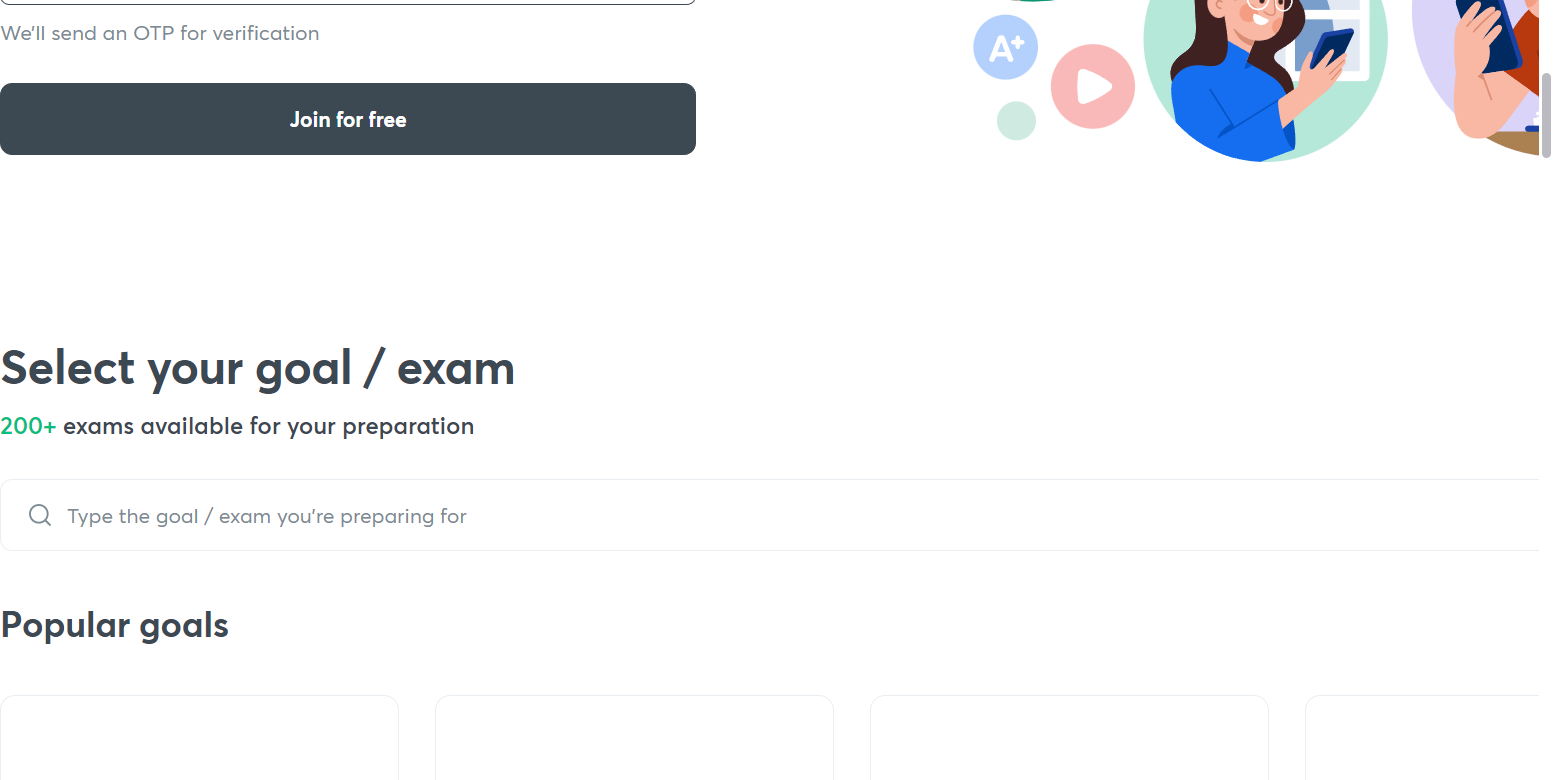 We'll send an OTP for verification
A+
Join for free
Select your goal / exam
200+ exams available for your preparation
Type the goal / exam you're preparing for
Popular goals